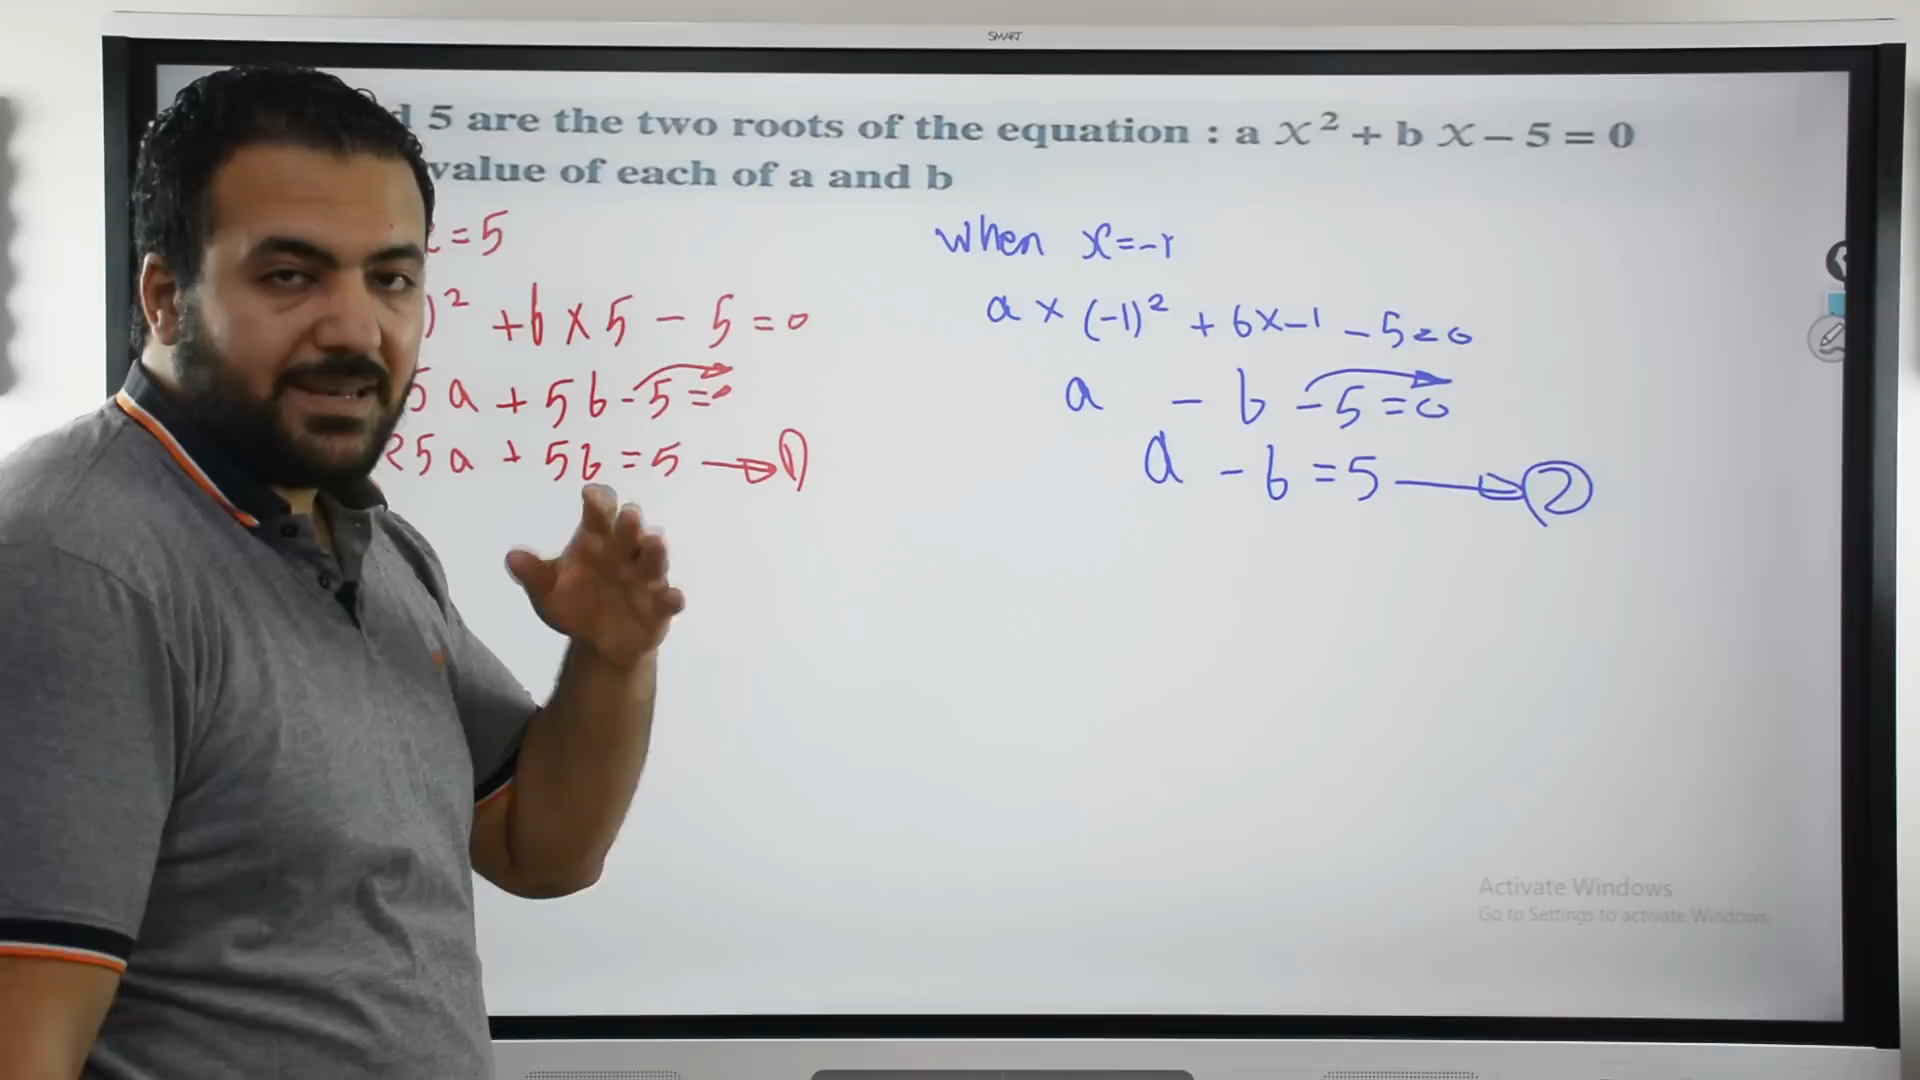 SMART
5 are the two roots of the equation : a x² + b x – 5 = 0
value of each of a and b
= 5
when x=-1
)² + b × 5 - 5 = 0
a × (-1)² + b x -1 - 5 = 0
5a + 5b - 5 = 0
a - b - 5 = 0
25a + 5b = 5 → ①
a - b = 5 → ②
Activate Windows
Go to Settings to activate Windows.